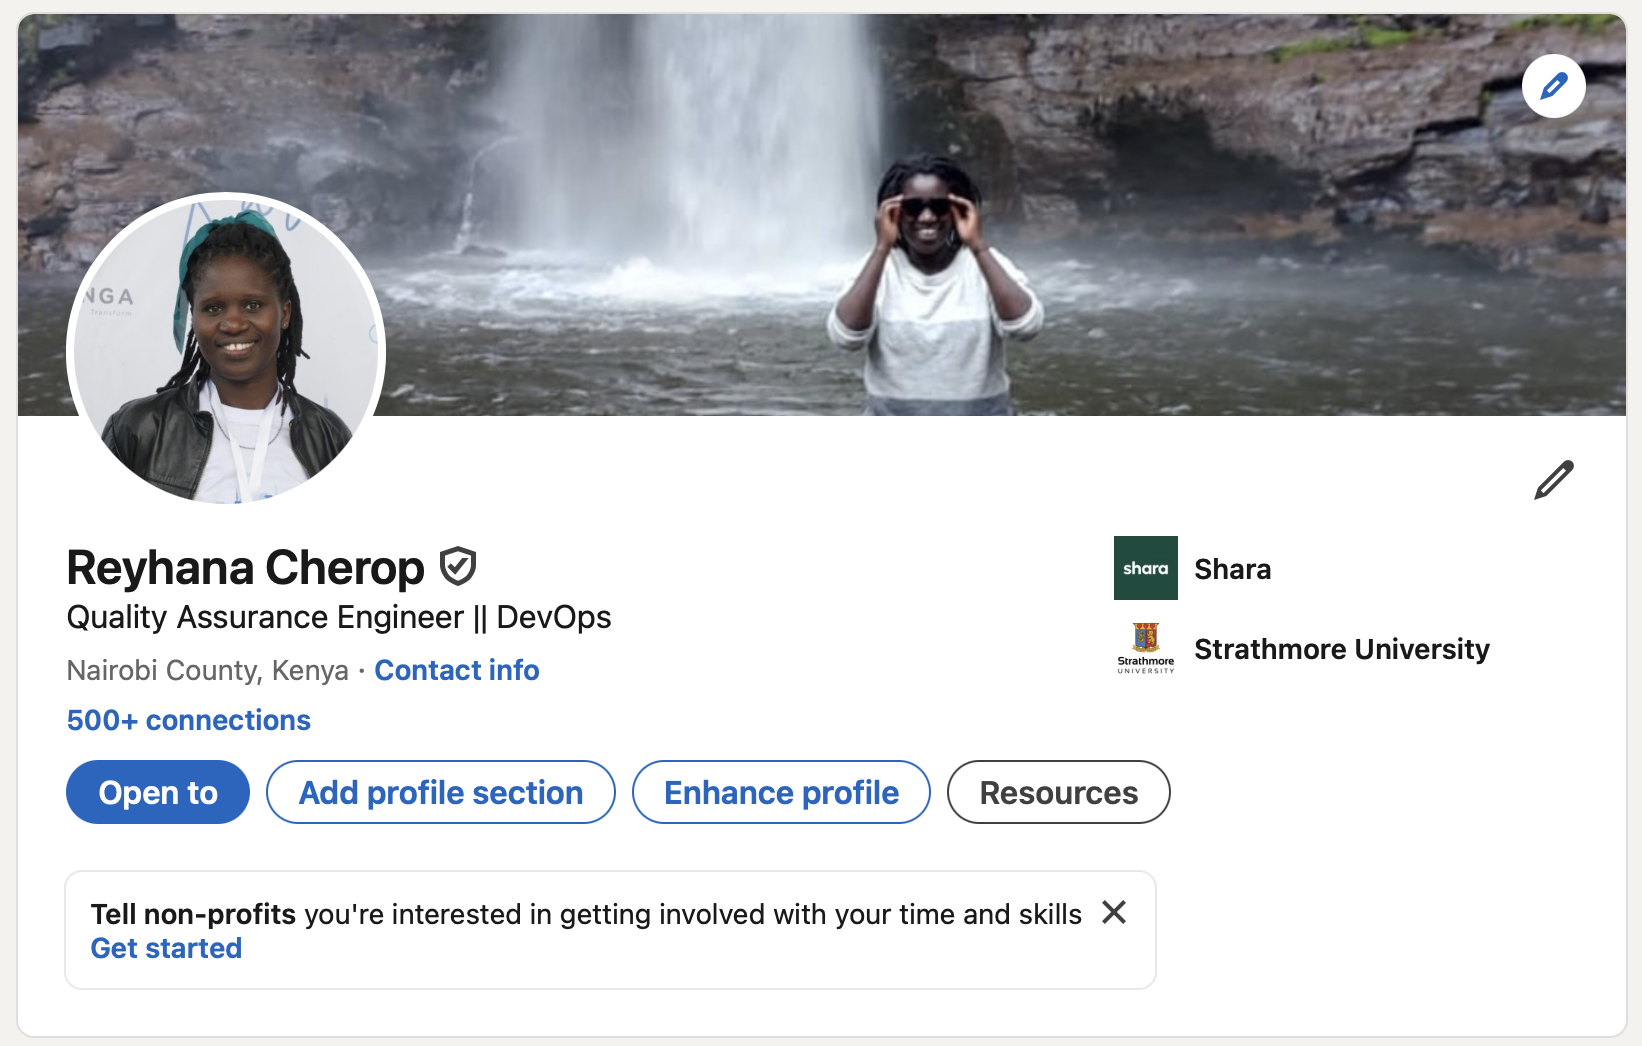 NGA
Transform
Reyhana Cherop
Quality Assurance Engineer || DevOps
Nairobi County, Kenya · Contact info
500+ connections
shara
Shara
Strathmore
UNIVERSITY
Strathmore University
Open to
Add profile section
Enhance profile
Resources
Tell non-profits you're interested in getting involved with your time and skills
Get started